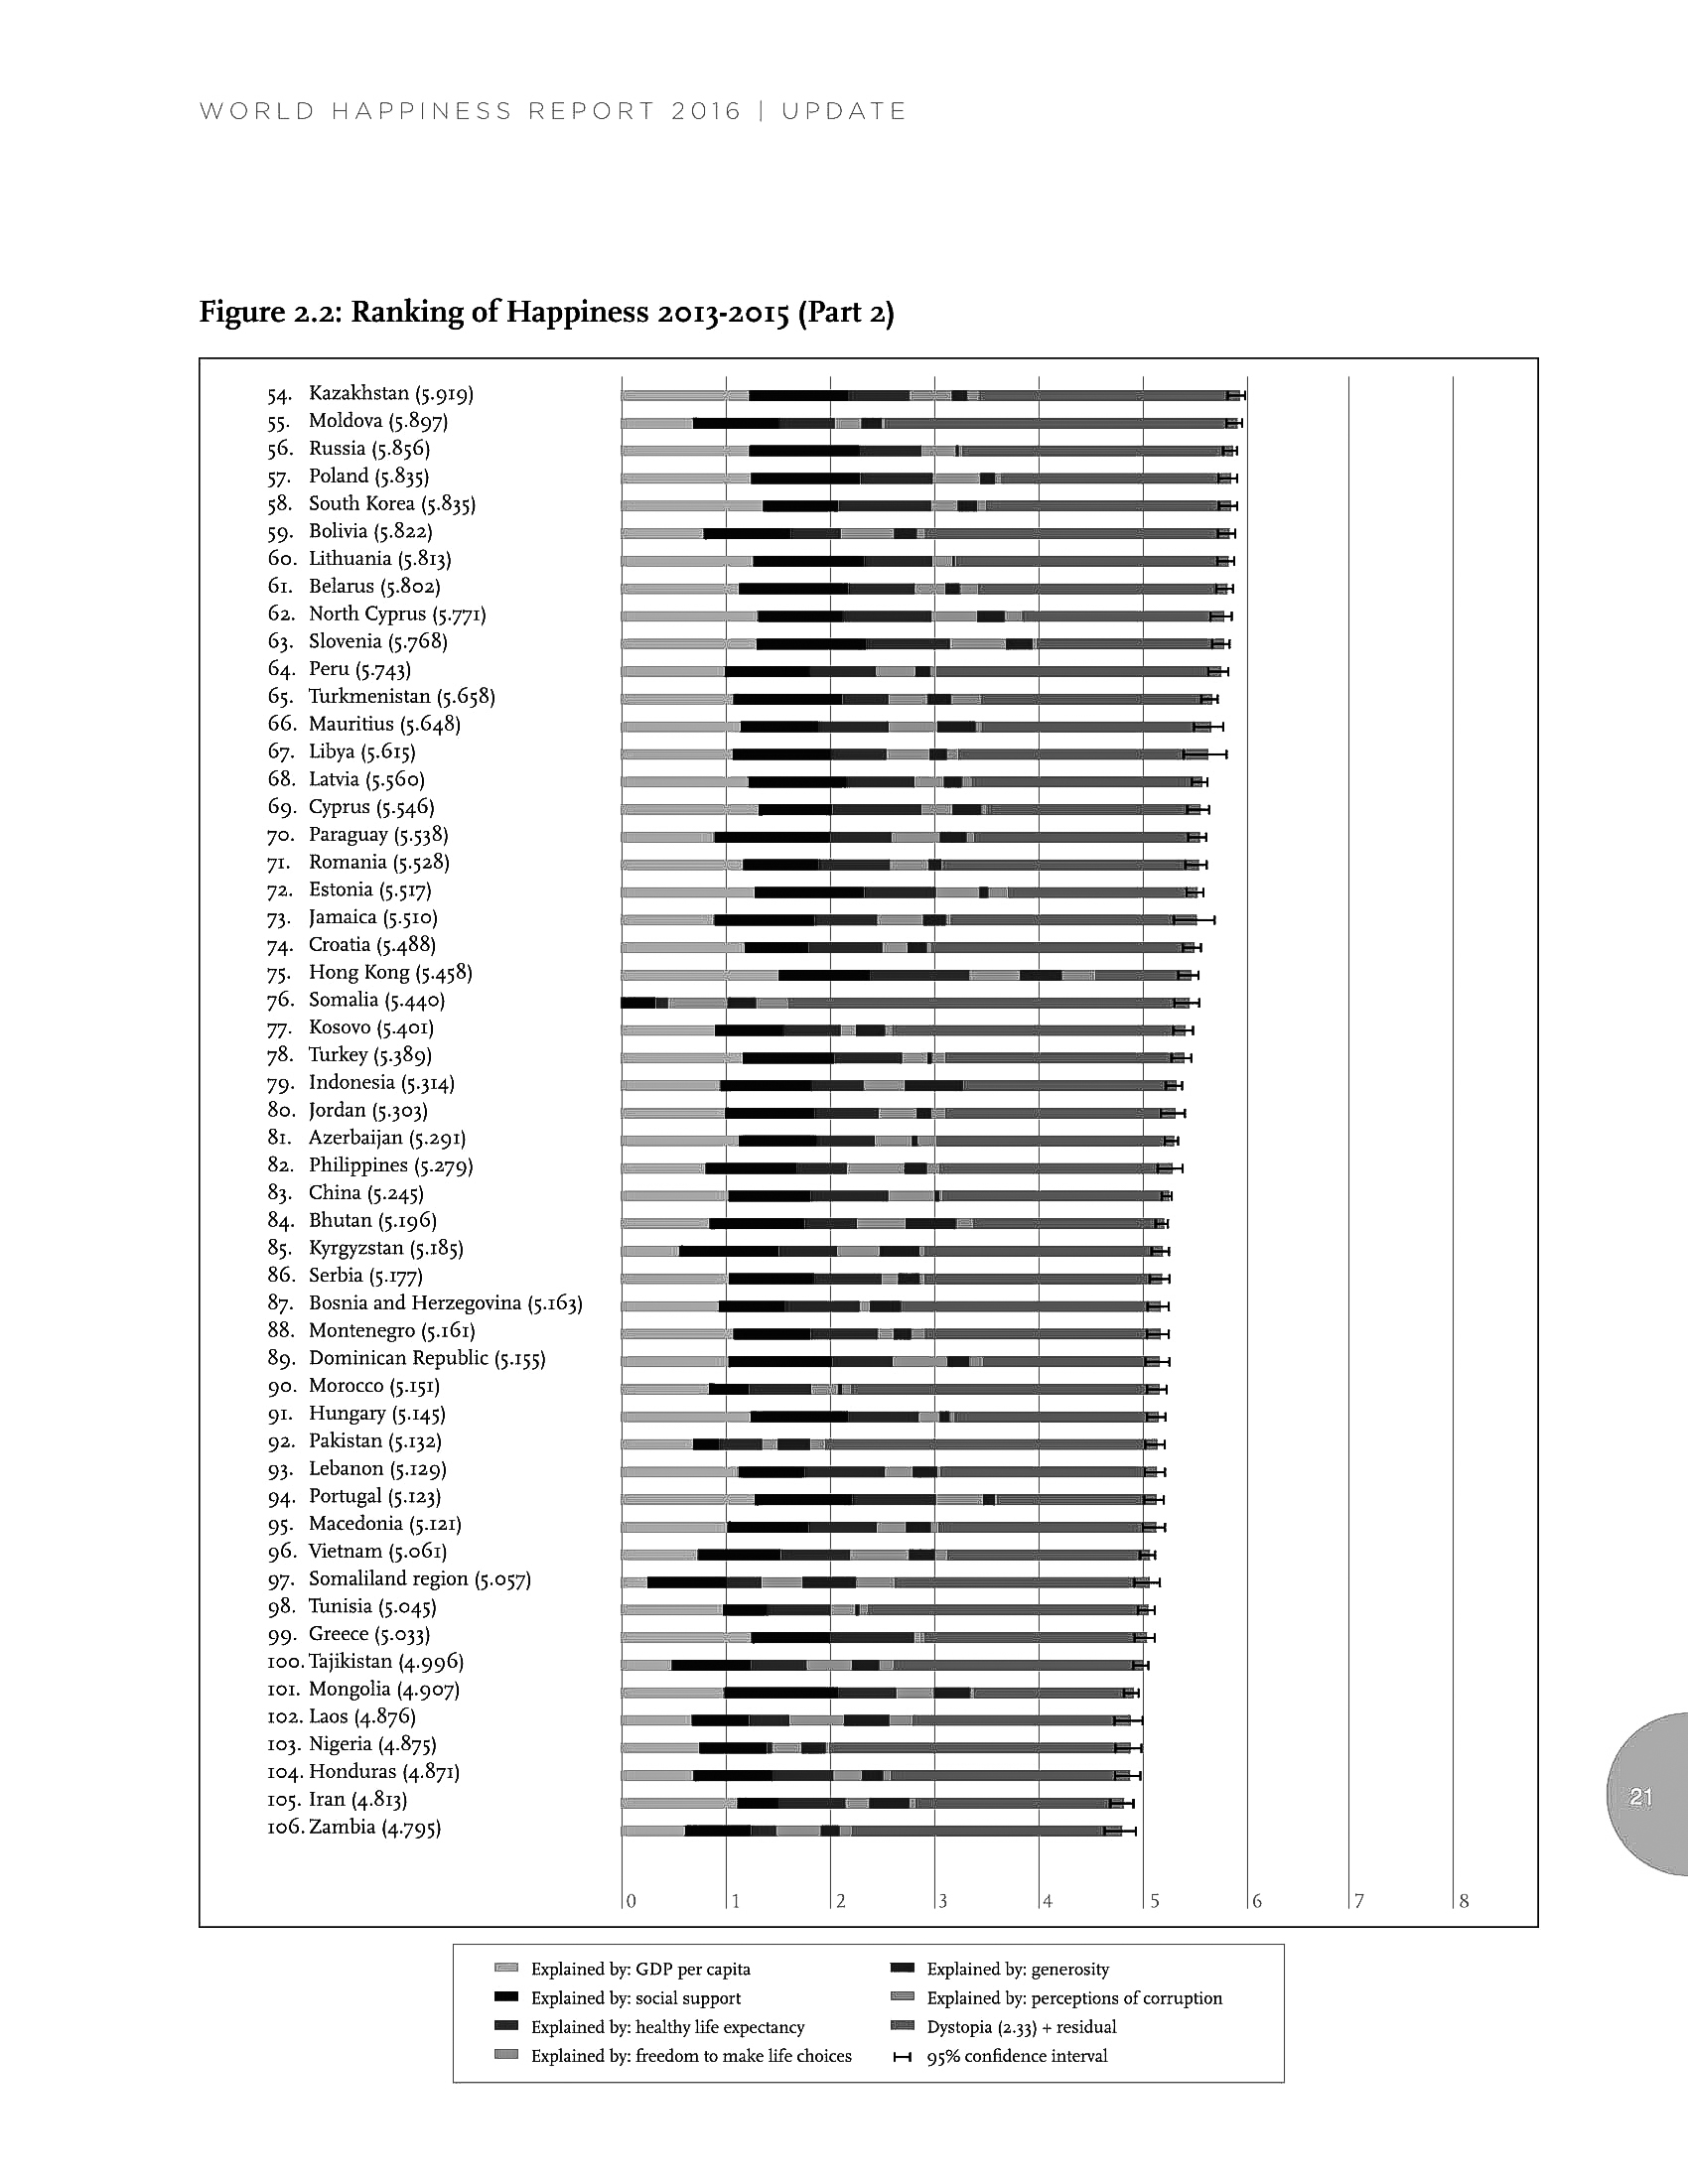 WORLD HAPPINESS REPORT 2016 | UPDATE
Figure 2.2: Ranking of Happiness 2013-2015 (Part 2)
54. Kazakhstan (5.919)
55. Moldova (5.897)
56. Russia (5.856)
57. Poland (5.835)
58. South Korea (5.835)
59. Bolivia (5.822)
60. Lithuania (5.813)
61. Belarus (5.802)
62. North Cyprus (5.771)
63. Slovenia (5.768)
64. Peru (5.743)
65. Turkmenistan (5.658)
66. Mauritius (5.648)
67. Libya (5.615)
68. Latvia (5.560)
69. Cyprus (5.546)
70. Paraguay (5.538)
71. Romania (5.528)
72. Estonia (5.517)
73. Jamaica (5.510)
74. Croatia (5.488)
75. Hong Kong (5.458)
76. Somalia (5.440)
77. Kosovo (5.401)
78. Turkey (5.389)
79. Indonesia (5.314)
80. Jordan (5.303)
81. Azerbaijan (5.291)
82. Philippines (5.279)
83. China (5.245)
84. Bhutan (5.196)
85. Kyrgyzstan (5.185)
86. Serbia (5.177)
87. Bosnia and Herzegovina (5.163)
88. Montenegro (5.161)
89. Dominican Republic (5.155)
90. Morocco (5.151)
91. Hungary (5.145)
92. Pakistan (5.132)
93. Lebanon (5.129)
94. Portugal (5.123)
95. Macedonia (5.121)
96. Vietnam (5.061)
97. Somaliland region (5.057)
98. Tunisia (5.045)
99. Greece (5.033)
100. Tajikistan (4.996)
101. Mongolia (4.907)
102. Laos (4.876)
103. Nigeria (4.875)
104. Honduras (4.871)
105. Iran (4.813)
106. Zambia (4.795)
0 1 2 3 4 5 6 7 8
21
Explained by: GDP per capita
Explained by: social support
Explained by: healthy life expectancy
Explained by: freedom to make life choices
Explained by: generosity
Explained by: perceptions of corruption
Dystopia (2.33) + residual
95% confidence interval